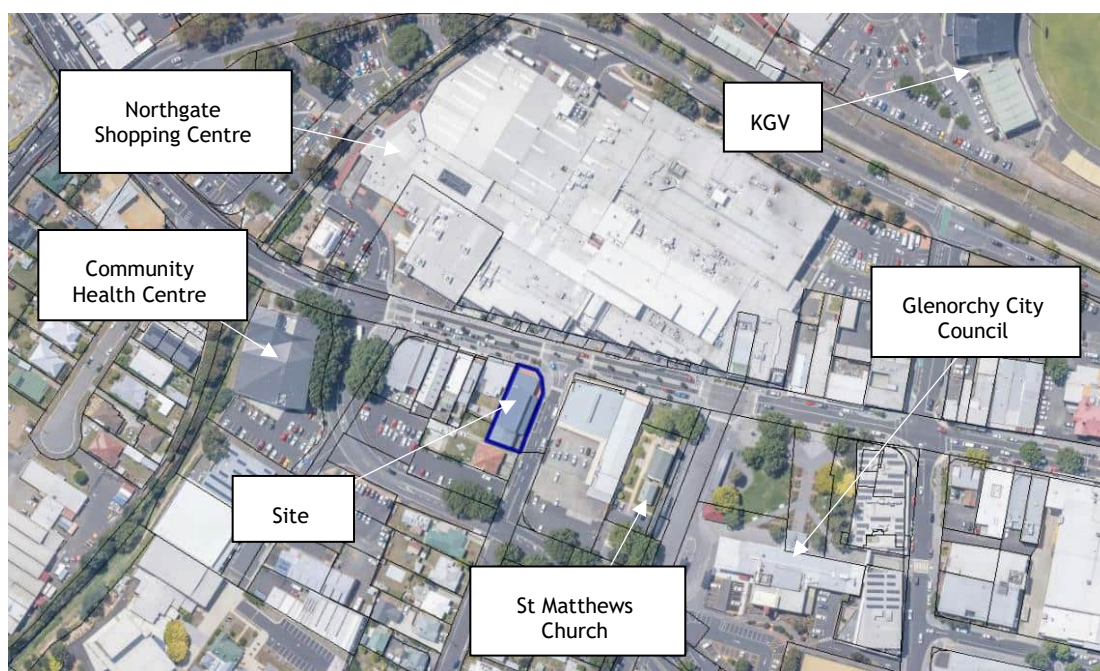 Northgate
Shopping Centre
KGV
Community
Health Centre
Glenorchy City
Council
Site
St Matthews
Church